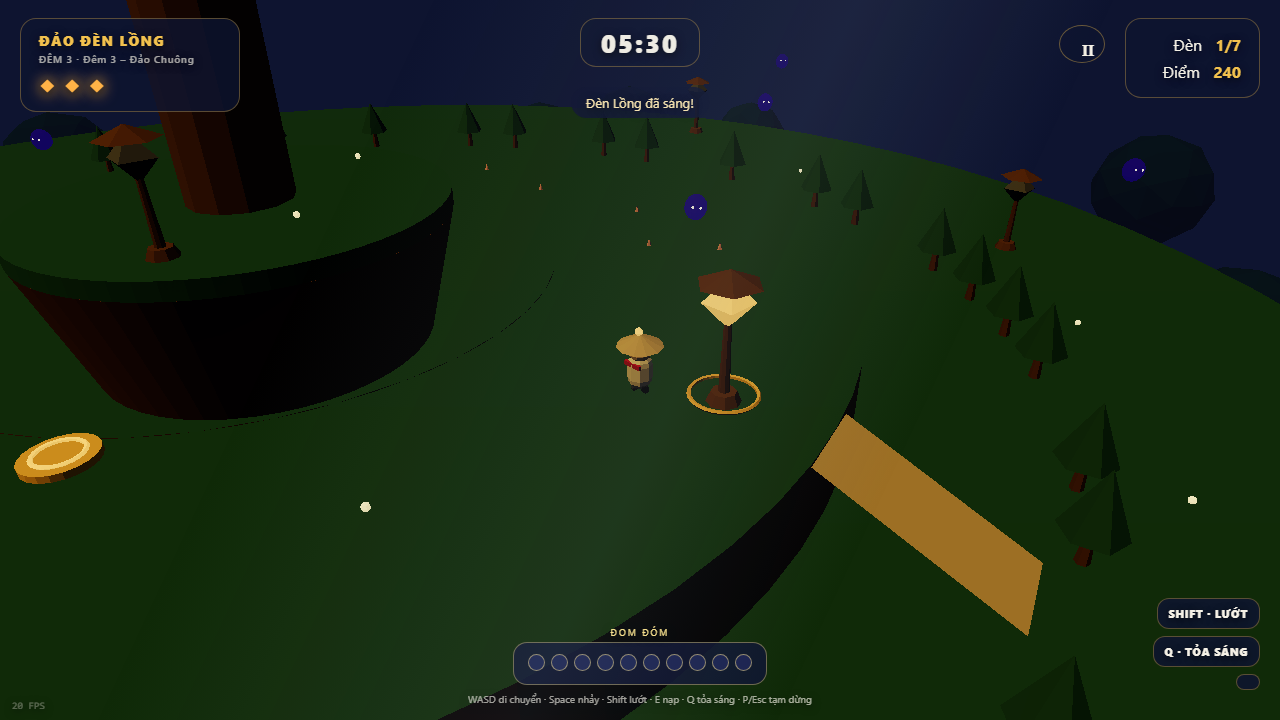 ĐẢO ĐÈN LỒNG
ĐÊM 3 · Đêm 3 – Đảo Chuông
05:30
Đèn Lồng đã sáng!
II
Đèn 1/7
Điểm 240
SHIFT · LƯỚT
Q · TỎA SÁNG
ĐOM ĐÓM
WASD di chuyển · Space nhảy · Shift lướt · E nạp · Q tỏa sáng · P/Esc tạm dừng
20 FPS